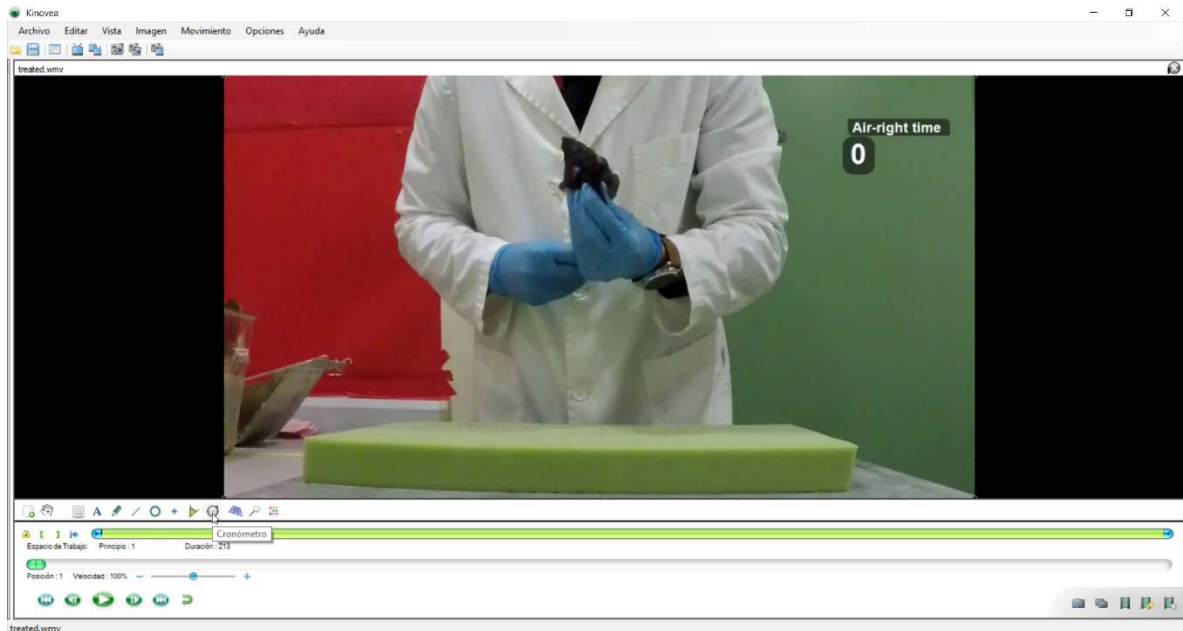 Kinovea
Archivo Editar Vista Imagen Movimiento Opciones Ayuda
treated.wmv
Air-right time
0
Cronómetro
Espacio de Trabajo: Principio : 1 Duración : 213
Posición : 1 Velocidad : 100%
treated.wmv